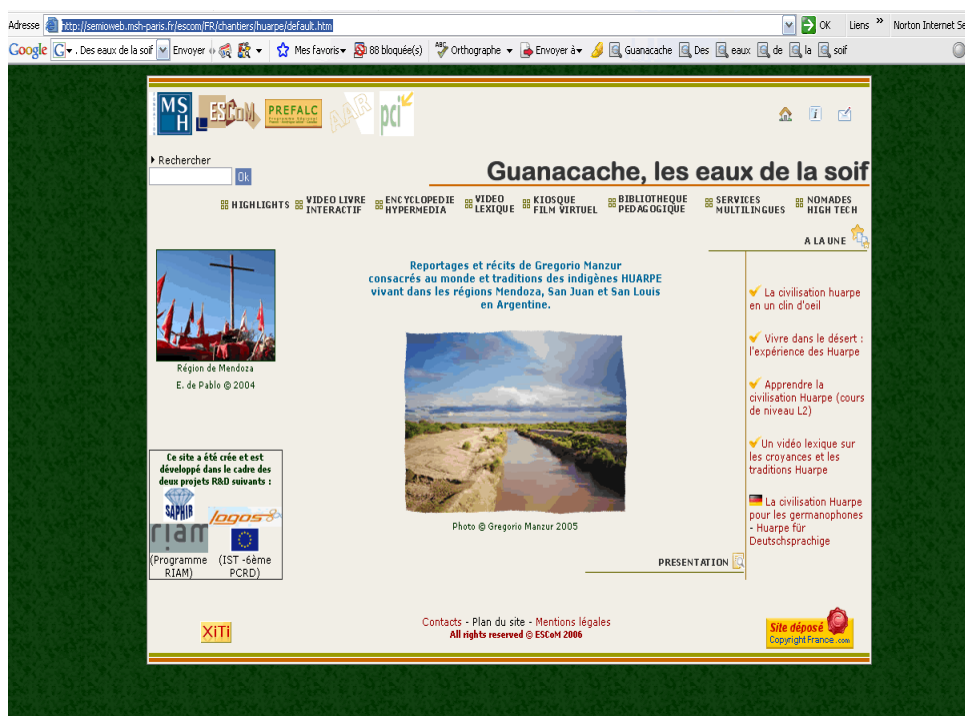 Adresse http://semioweb.msh-paris.fr/escom/FR/chantiers/huarpe/default.htm OK Liens » Norton Internet Se
Google G . Des eaux de la soif Envoyer Mes favoris 88 bloquée(s) ABC Orthographe Envoyer à Guanacache Des eaux de la soif
MSH ESCoM PREFALC AAR pci
Rechercher
Ok
Guanacache, les eaux de la soif
HIGHLIGHTS VIDEO LIVRE INTERACTIF ENCYCLOPEDIE HYPERMEDIA VIDEO LEXIQUE KIOSQUE FILM VIRTUEL BIBLIOTHEQUE PEDAGOGIQUE SERVICES MULTILINGUES NOMADES HIGH TECH
A LA UNE
Reportages et récits de Gregorio Manzur
consacrés au monde et traditions des indigènes HUARPE
vivant dans les régions Mendoza, San Juan et San Louis
en Argentine.
Région de Mendoza
E. de Pablo @ 2004
Photo © Gregorio Manzur 2005
La civilisation huarpe
en un clin d'oeil
Vivre dans le désert :
l'expérience des Huarpe
Apprendre la
civilisation Huarpe (cours
de niveau L2)
Un vidéo lexique sur
les croyances et les
traditions Huarpe
La civilisation Huarpe
pour les germanophones
- Huarpe für
Deutschsprachige
Ce site a été crée et est
développé dans le cadre des
deux projets R&D suivants :
SAPHIR logos
riam
(Programme
RIAM)
(IST -6ème
PCRD)
PRESENTATION
XiTi
Contacts - Plan du site - Mentions légales
All rights reserved © ESCoM 2006
Site déposé
CopyrightFrance.com